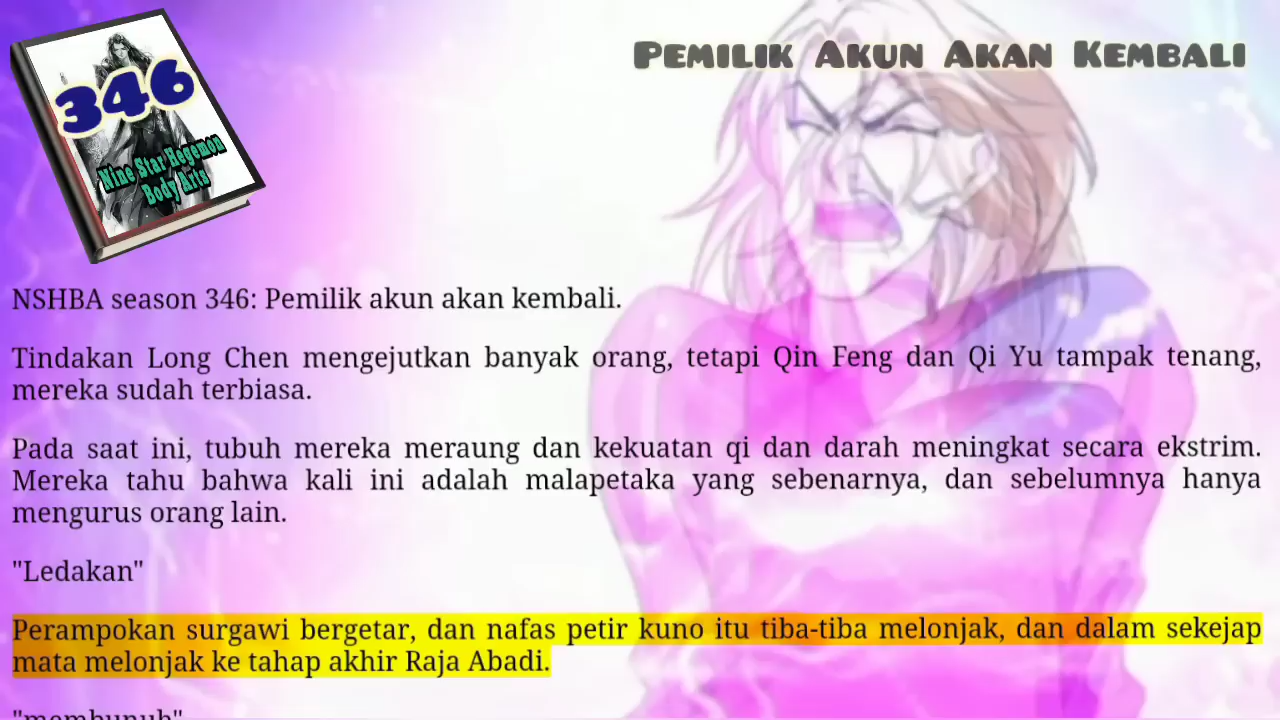 346
Nine Star Hegemon
Body Arts
Pemilik Akun Akan Kembali
NSHBA season 346: Pemilik akun akan kembali.
Tindakan Long Chen mengejutkan banyak orang, tetapi Qin Feng dan Qi Yu tampak tenang,
mereka sudah terbiasa.
Pada saat ini, tubuh mereka meraung dan kekuatan qi dan darah meningkat secara ekstrim.
Mereka tahu bahwa kali ini adalah malapetaka yang sebenarnya, dan sebelumnya hanya
mengurus orang lain.
"Ledakan"
Perampokan surgawi bergetar, dan nafas petir kuno itu tiba-tiba melonjak, dan dalam sekejap
mata melonjak ke tahap akhir Raja Abadi.
"membunuh"